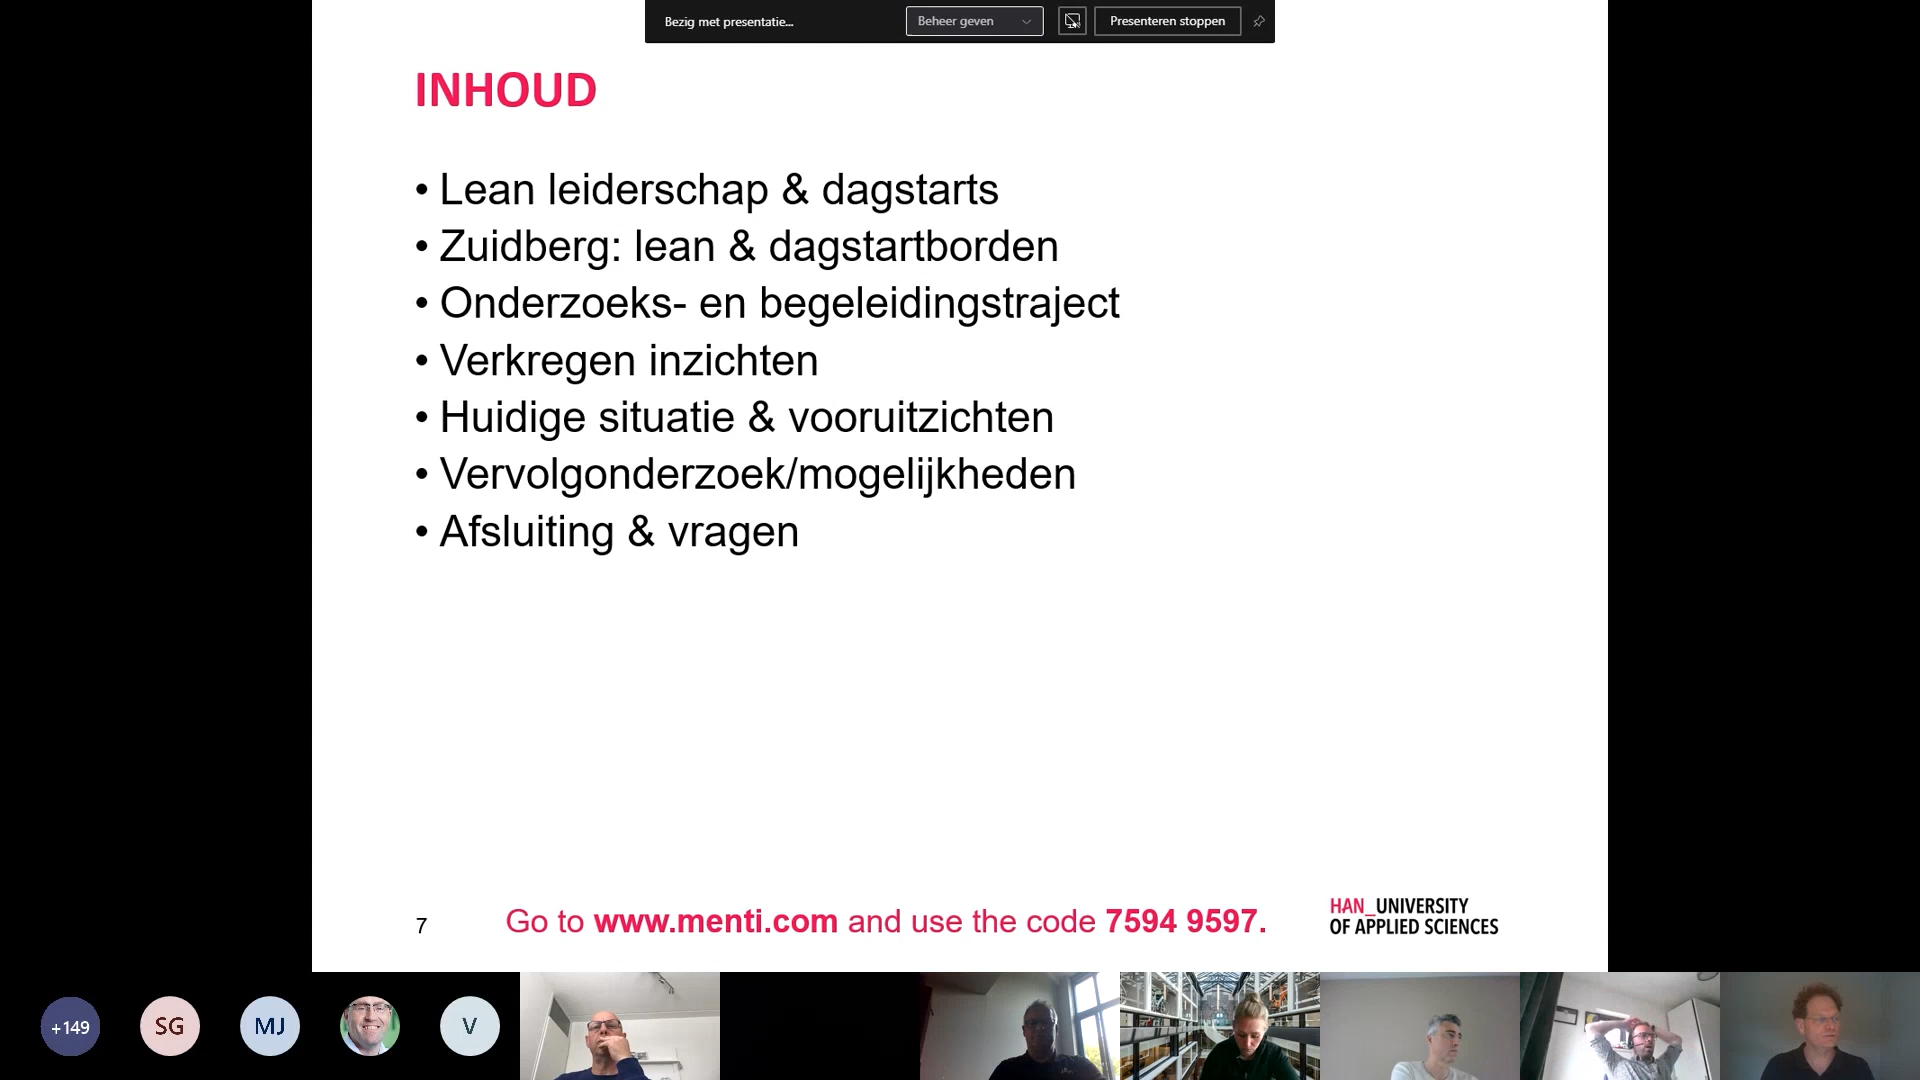 Bezig met presentatie...
Beheer geven
Presenteren stoppen
INHOUD
• Lean leiderschap & dagstarts
• Zuidberg: lean & dagstartborden
• Onderzoeks- en begeleidingstraject
• Verkregen inzichten
• Huidige situatie & vooruitzichten
• Vervolgonderzoek/mogelijkheden
• Afsluiting & vragen
7
Go to www.menti.com and use the code 7594 9597.
HAN_UNIVERSITY
OF APPLIED SCIENCES
+149
SG
MJ
V